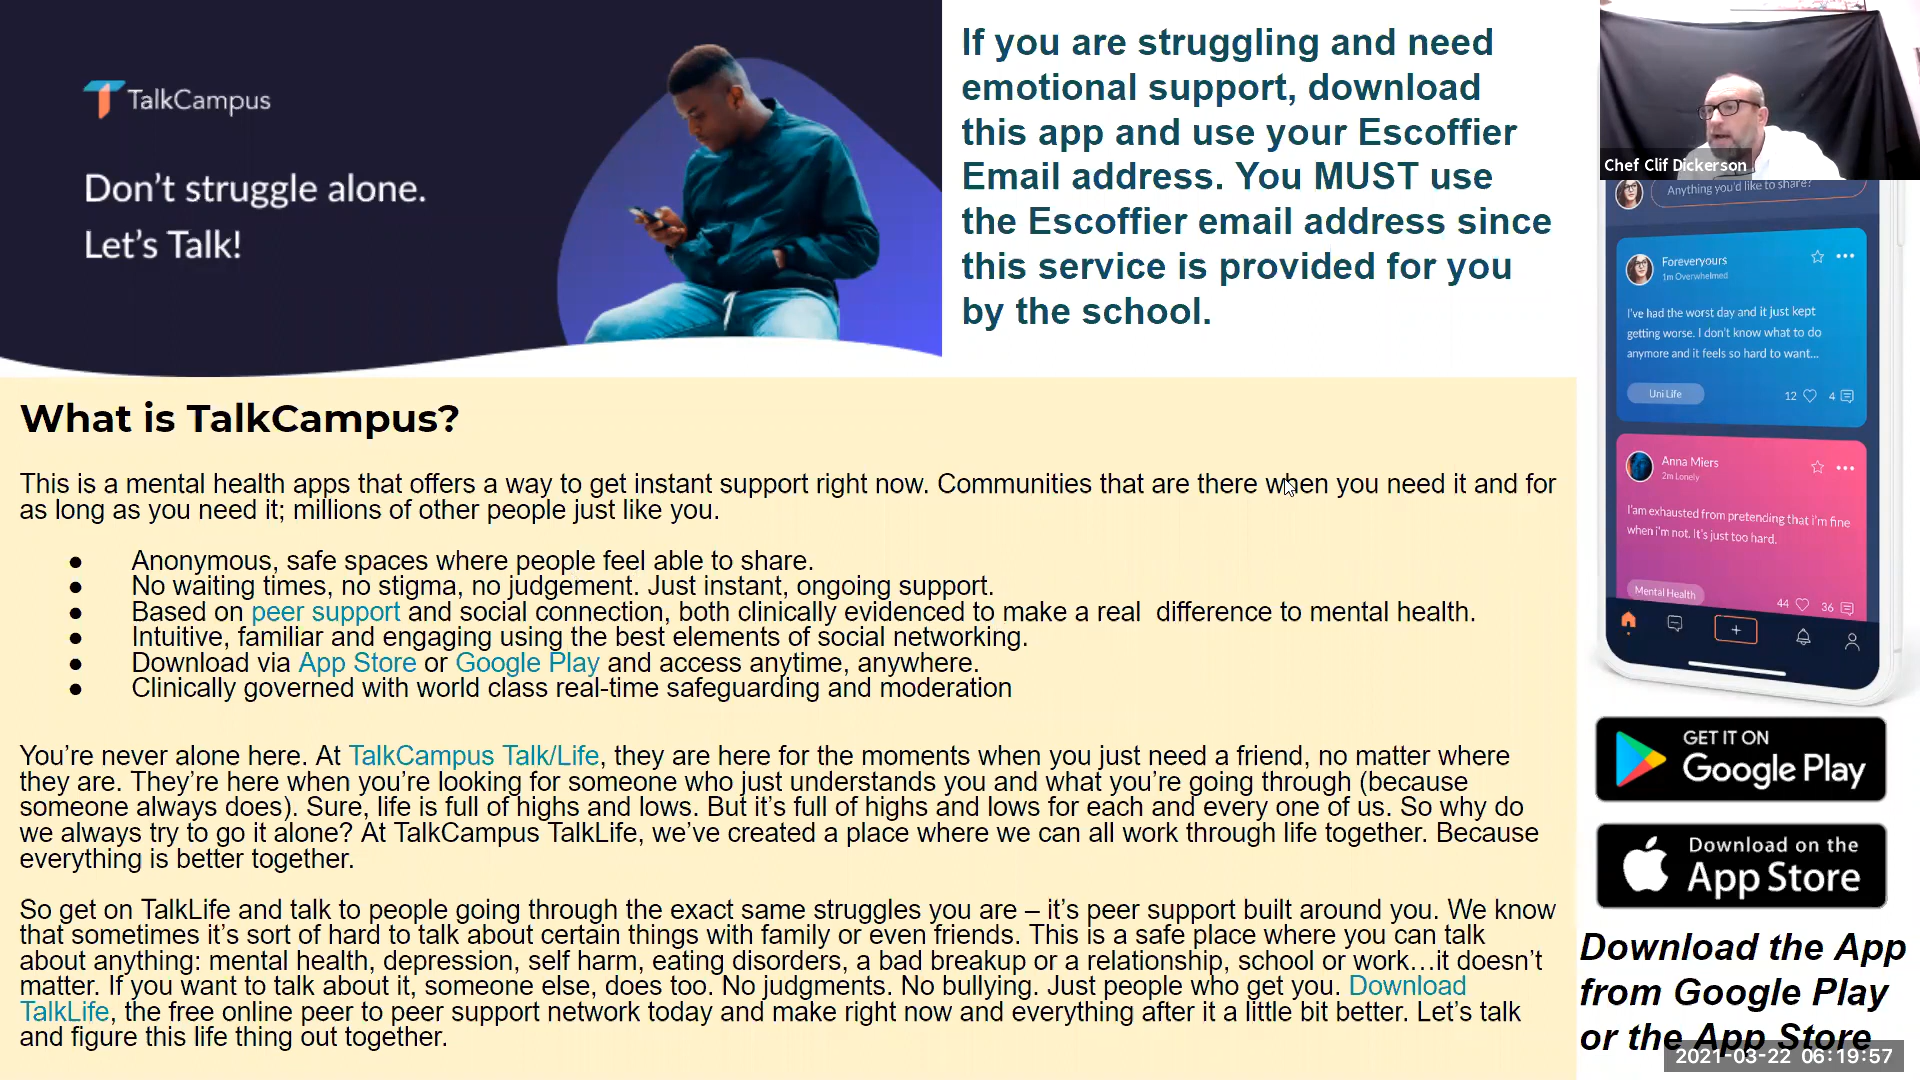 TalkCampus
Don't struggle alone.
Let's Talk!
If you are struggling and need
emotional support, download
this app and use your Escoffier
Email address. You MUST use
the Escoffier email address since
this service is provided for you
by the school.
Chef Clif Dickerson
Anything you'd like to share?
Foreveryours
1m Overwhelmed
I've had the worst day and it just kept
getting worse. I don't know what to do
anymore and it feels so hard to want...
Uni Life
12 4
Anna Miers
2m Lonely
I'am exhausted from pretending that i'm fine
when i'm not. It's just too hard.
Mental Health
44 36
What is TalkCampus?
This is a mental health apps that offers a way to get instant support right now. Communities that are there when you need it and for
as long as you need it; millions of other people just like you.
● Anonymous, safe spaces where people feel able to share.
● No waiting times, no stigma, no judgement. Just instant, ongoing support.
● Based on peer support and social connection, both clinically evidenced to make a real  difference to mental health.
● Intuitive, familiar and engaging using the best elements of social networking.
● Download via App Store or Google Play and access anytime, anywhere.
● Clinically governed with world class real-time safeguarding and moderation
You're never alone here. At TalkCampus Talk/Life, they are here for the moments when you just need a friend, no matter where
they are. They're here when you're looking for someone who just understands you and what you're going through (because
someone always does). Sure, life is full of highs and lows. But it's full of highs and lows for each and every one of us. So why do
we always try to go it alone? At TalkCampus TalkLife, we've created a place where we can all work through life together. Because
everything is better together.
So get on TalkLife and talk to people going through the exact same struggles you are – it's peer support built around you. We know
that sometimes it's sort of hard to talk about certain things with family or even friends. This is a safe place where you can talk
about anything: mental health, depression, self harm, eating disorders, a bad breakup or a relationship, school or work…it doesn't
matter. If you want to talk about it, someone else, does too. No judgments. No bullying. Just people who get you. Download
TalkLife, the free online peer to peer support network today and make right now and everything after it a little bit better. Let's talk
and figure this life thing out together.
GET IT ON
Google Play
Download on the
App Store
Download the App
from Google Play
or the App Store
2021-03-22 06:19:57